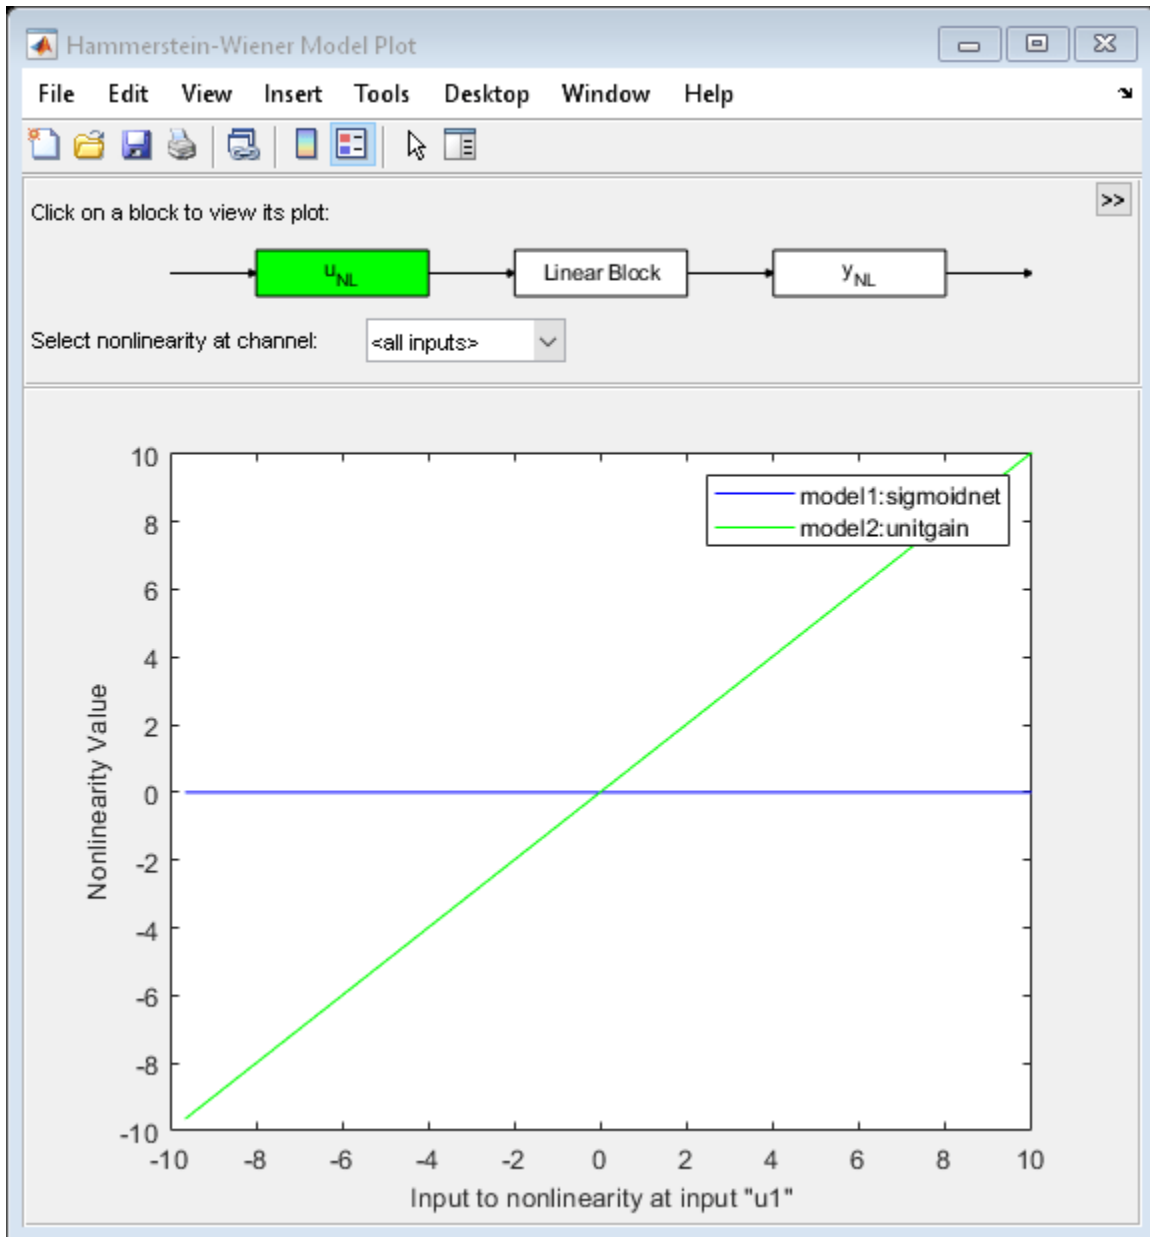 Hammerstein-Wiener Model Plot
File Edit View Insert Tools Desktop Window Help
Click on a block to view its plot:
>>
uNL Linear Block yNL
Select nonlinearity at channel: <all inputs>
10
8
6
4
2
0
-2
-4
-6
-8
-10
model1:sigmoidnet
model2:unitgain
Nonlinearity Value
-10 -8 -6 -4 -2 0 2 4 6 8 10
Input to nonlinearity at input "u1"